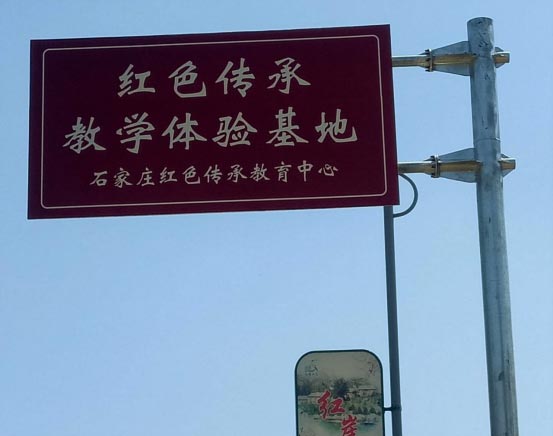 红色传承
教学体验基地
石家庄红色传承教育中心
红